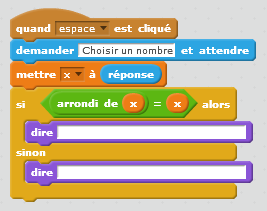 quand espace est cliqué
demander Choisir un nombre et attendre
mettre x à réponse
si arrondi de x = x alors
dire
sinon
dire